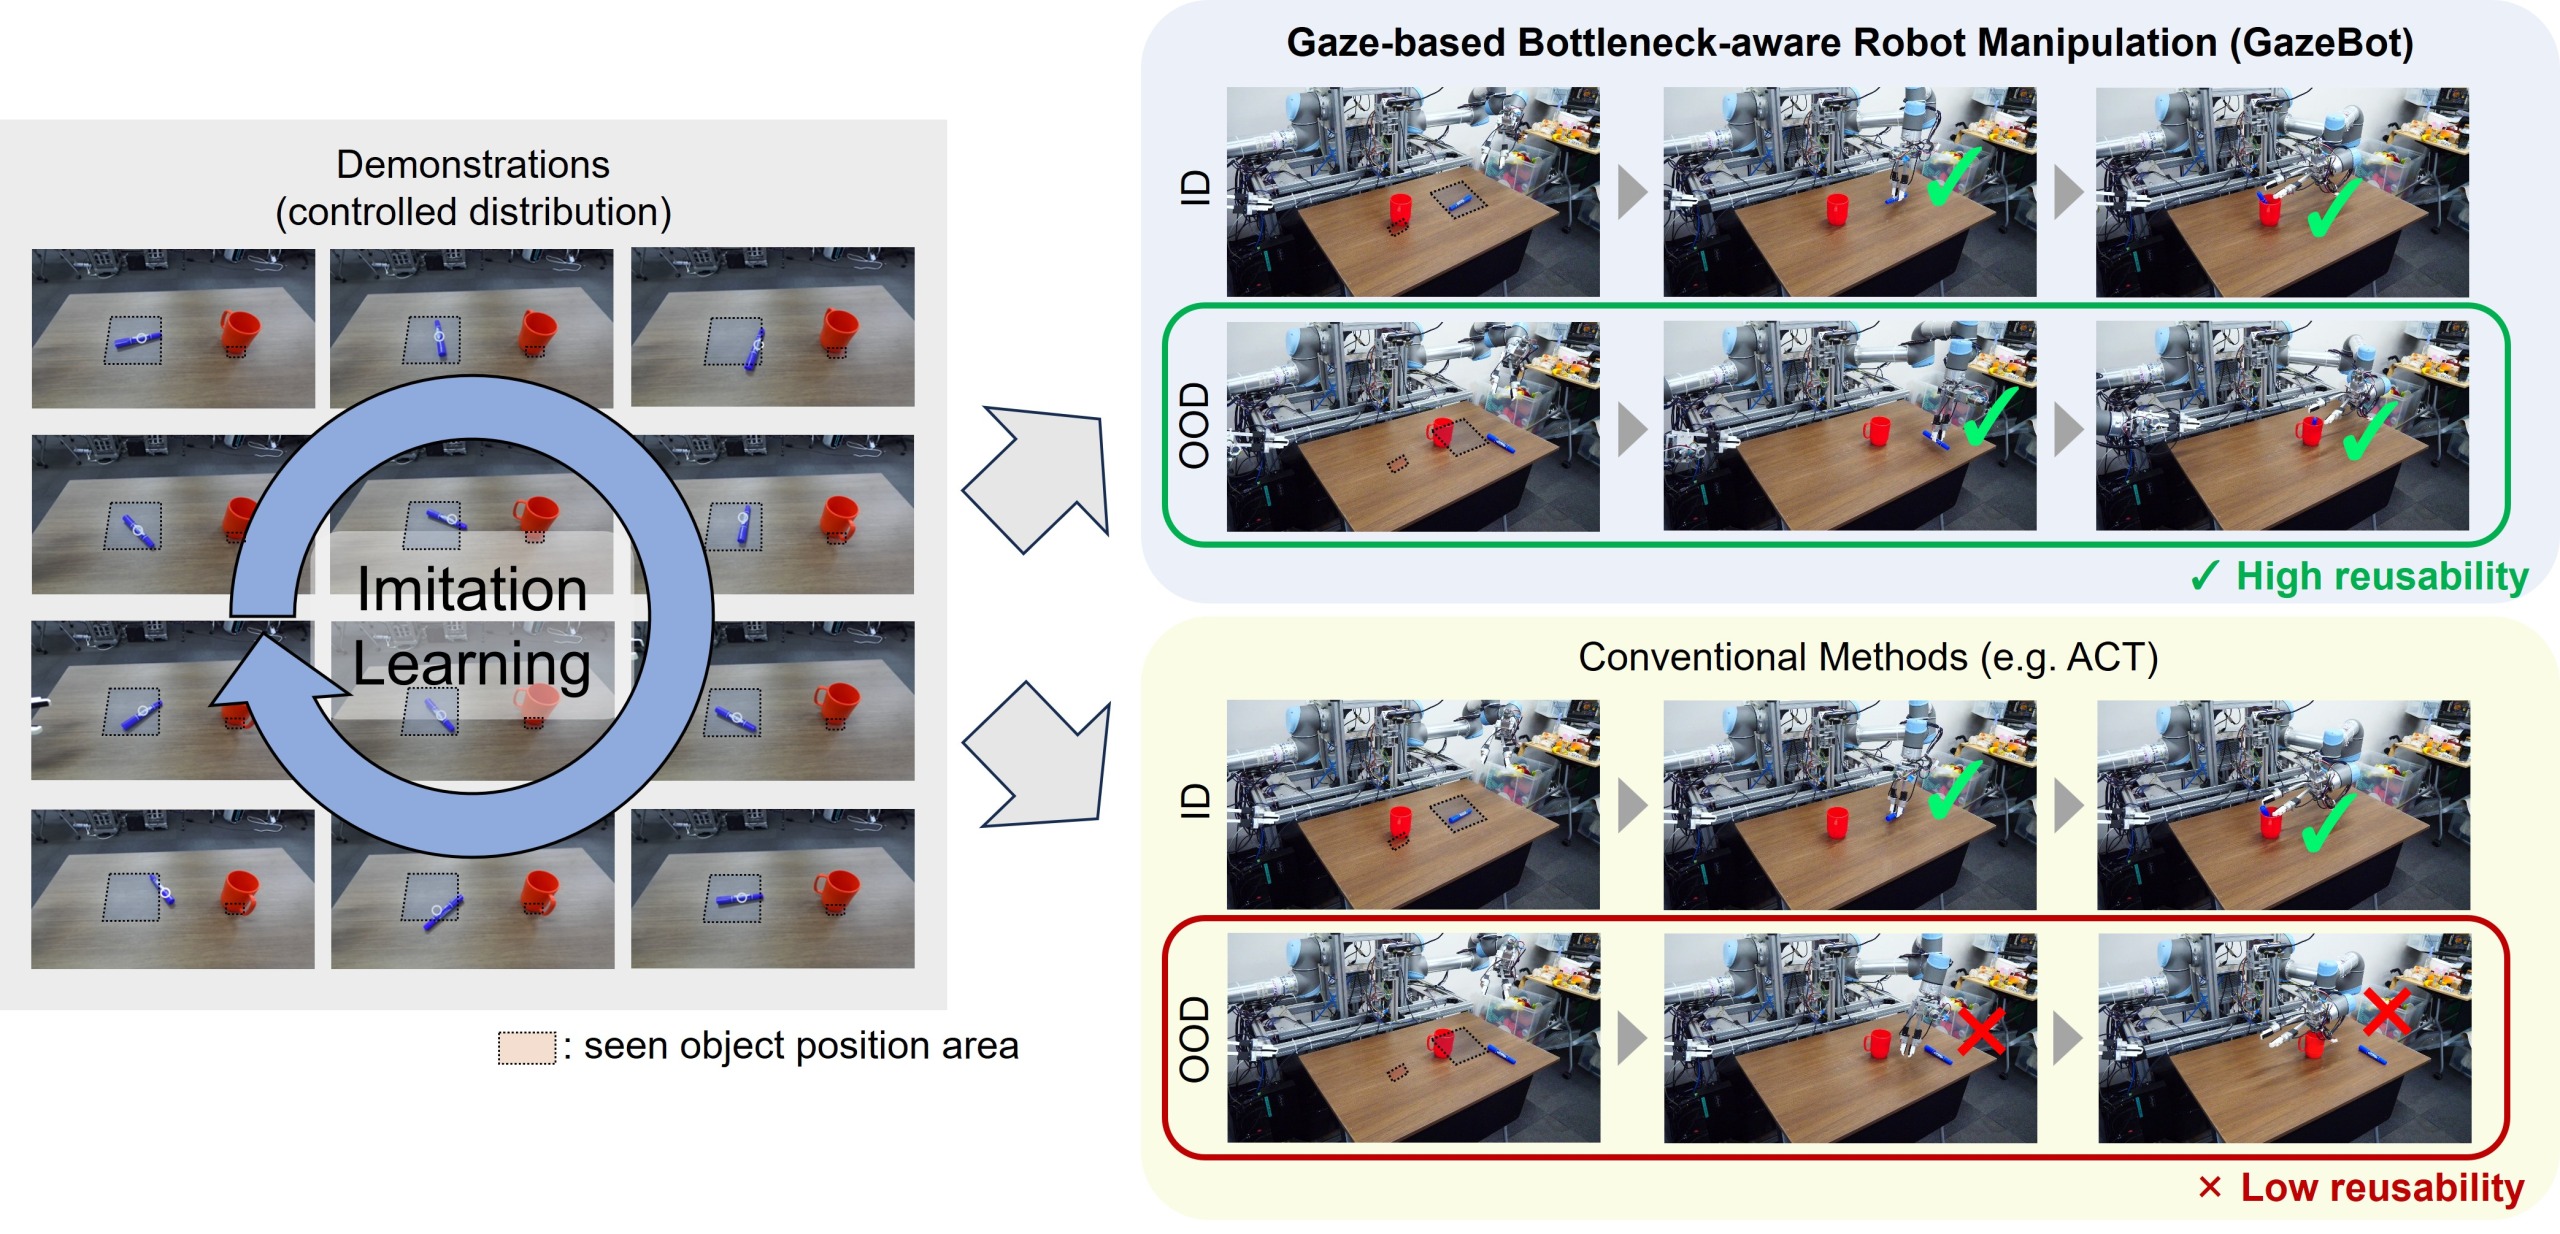 Demonstrations
(controlled distribution)
Imitation
Learning
: seen object position area
Gaze-based Bottleneck-aware Robot Manipulation (GazeBot)
ID
OOD
✓ High reusability
Conventional Methods (e.g. ACT)
ID
OOD
× Low reusability